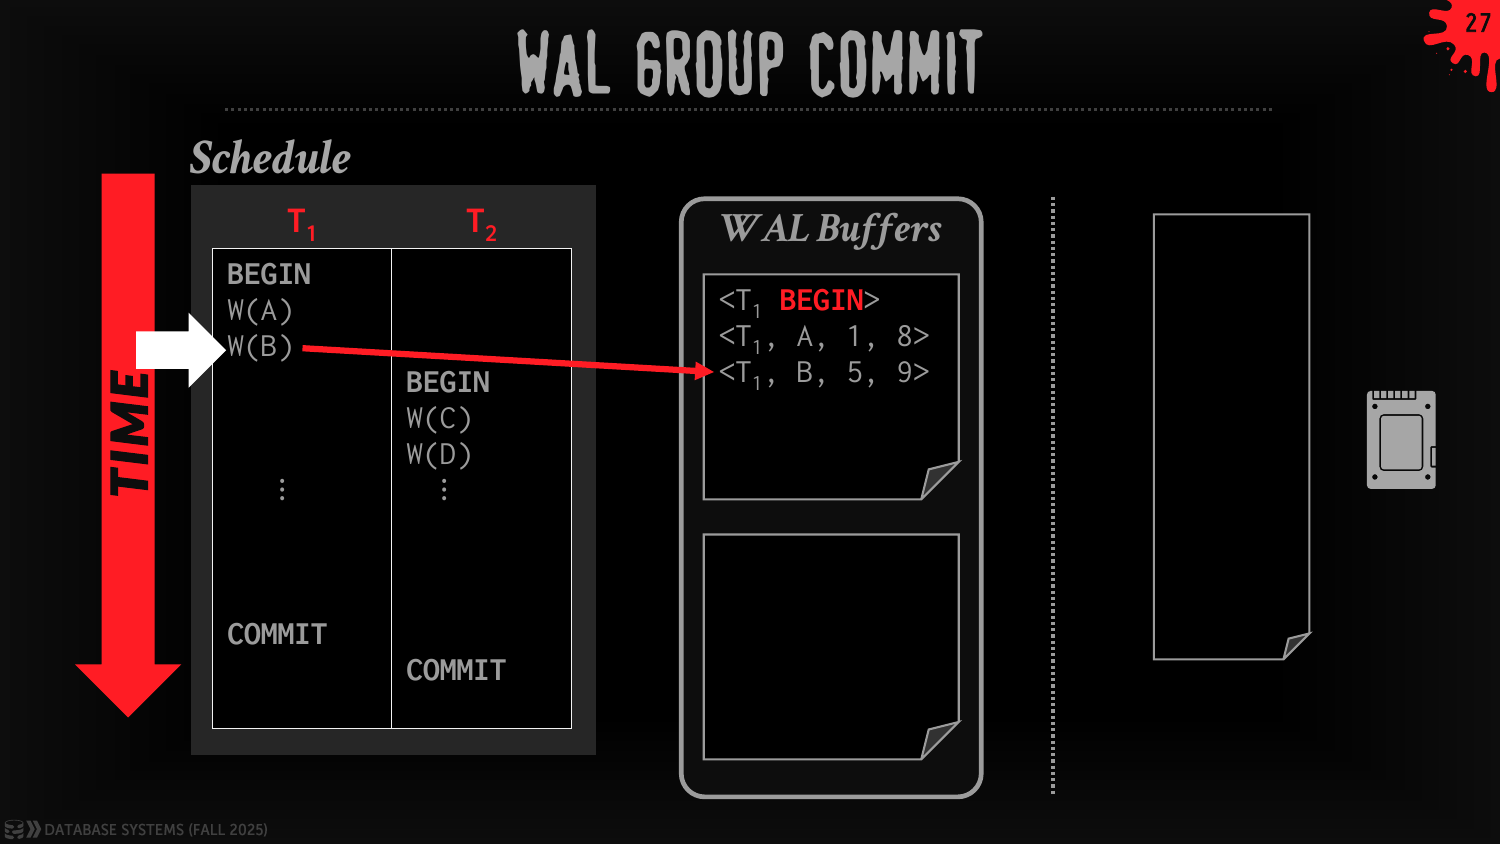 27
WAL GROUP COMMIT
Schedule
TIME
T1 T2
BEGIN
W(A)
W(B)
BEGIN
W(C)
W(D)
⋮ ⋮
COMMIT
COMMIT
WAL Buffers
<T1 BEGIN>
<T1, A, 1, 8>
<T1, B, 5, 9>
DATABASE SYSTEMS (FALL 2025)